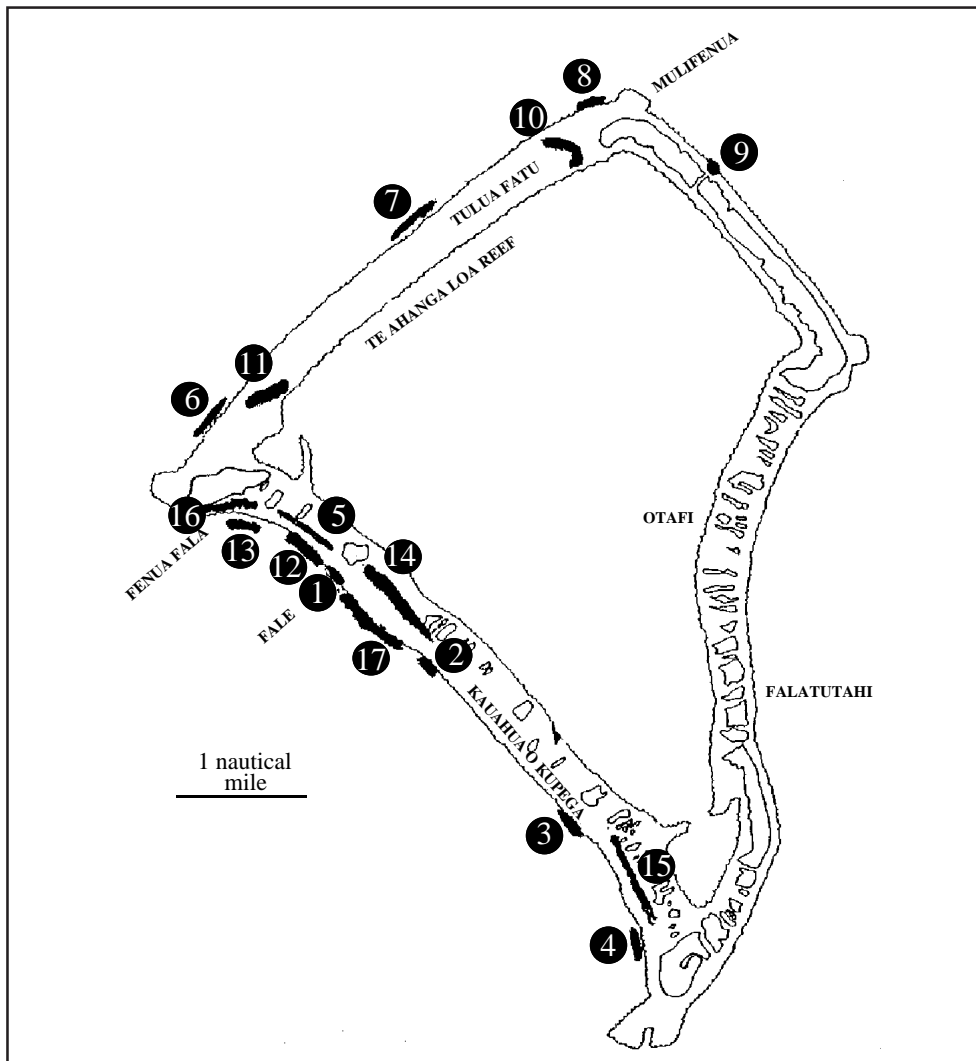 MULIFENUA
8
10
9
TULUA FATU
7
TE AHANGA LOA REEF
11
6
5
16
OTAFI
13
14
FENUA FALA
12
1
FALE
17
2
FALATUTAHI
KAUAHUA O KUPEGA
1 nautical
mile
3
15
4